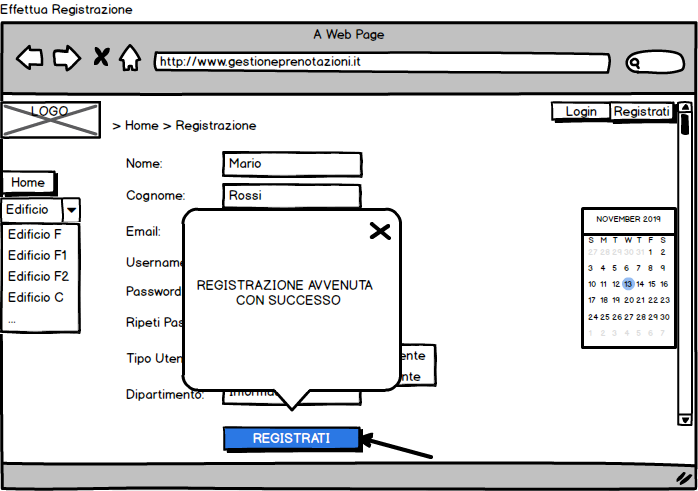 Effettua Registrazione
A Web Page
http://www.gestioneprenotazioni.it
LOGO
> Home > Registrazione
Login
Registrati
Home
Edificio
Edificio F
Edificio F1
Edificio F2
Edificio C
...
Nome:
Mario
Cognome:
Rossi
Email:
Username
Password
Ripeti Pas
Tipo Uten
ente
nte
Dipartimento:
REGISTRAZIONE AVVENUTA
CON SUCCESSO
REGISTRATI
NOVEMBER 2019
S M T W T F S
27 28 29 30 31 1 2
3 4 5 6 7 8 9
10 11 12 13 14 15 16
17 18 19 20 21 22 23
24 25 26 27 28 29 30
1 2 3 4 5 6 7